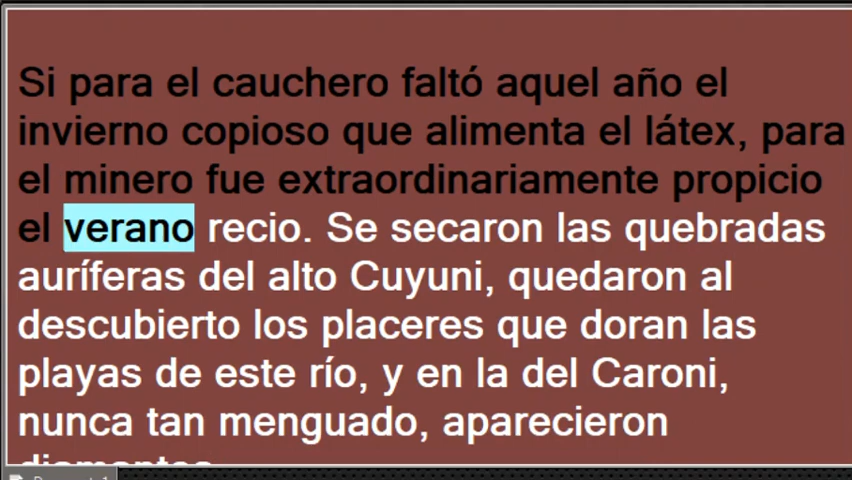 Si para el cauchero faltó aquel año el
invierno copioso que alimenta el látex, para
el minero fue extraordinariamente propicio
el verano recio. Se secaron las quebradas
auríferas del alto Cuyuni, quedaron al
descubierto los placeres que doran las
playas de este río, y en la del Caroni,
nunca tan menguado, aparecieron